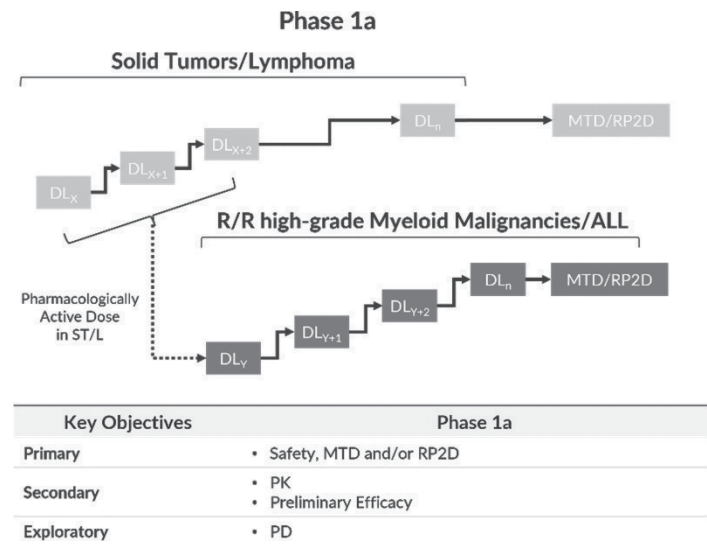 Phase 1a
Solid Tumors/Lymphoma
DLX
DLX+1
DLX+2
DLn
MTD/RP2D
R/R high-grade Myeloid Malignancies/ALL
Pharmacologically
Active Dose
in ST/L
DLY
DLY+1
DLY+2
DLn
MTD/RP2D
Key Objectives Phase 1a
Primary • Safety, MTD and/or RP2D
Secondary • PK
• Preliminary Efficacy
Exploratory • PD